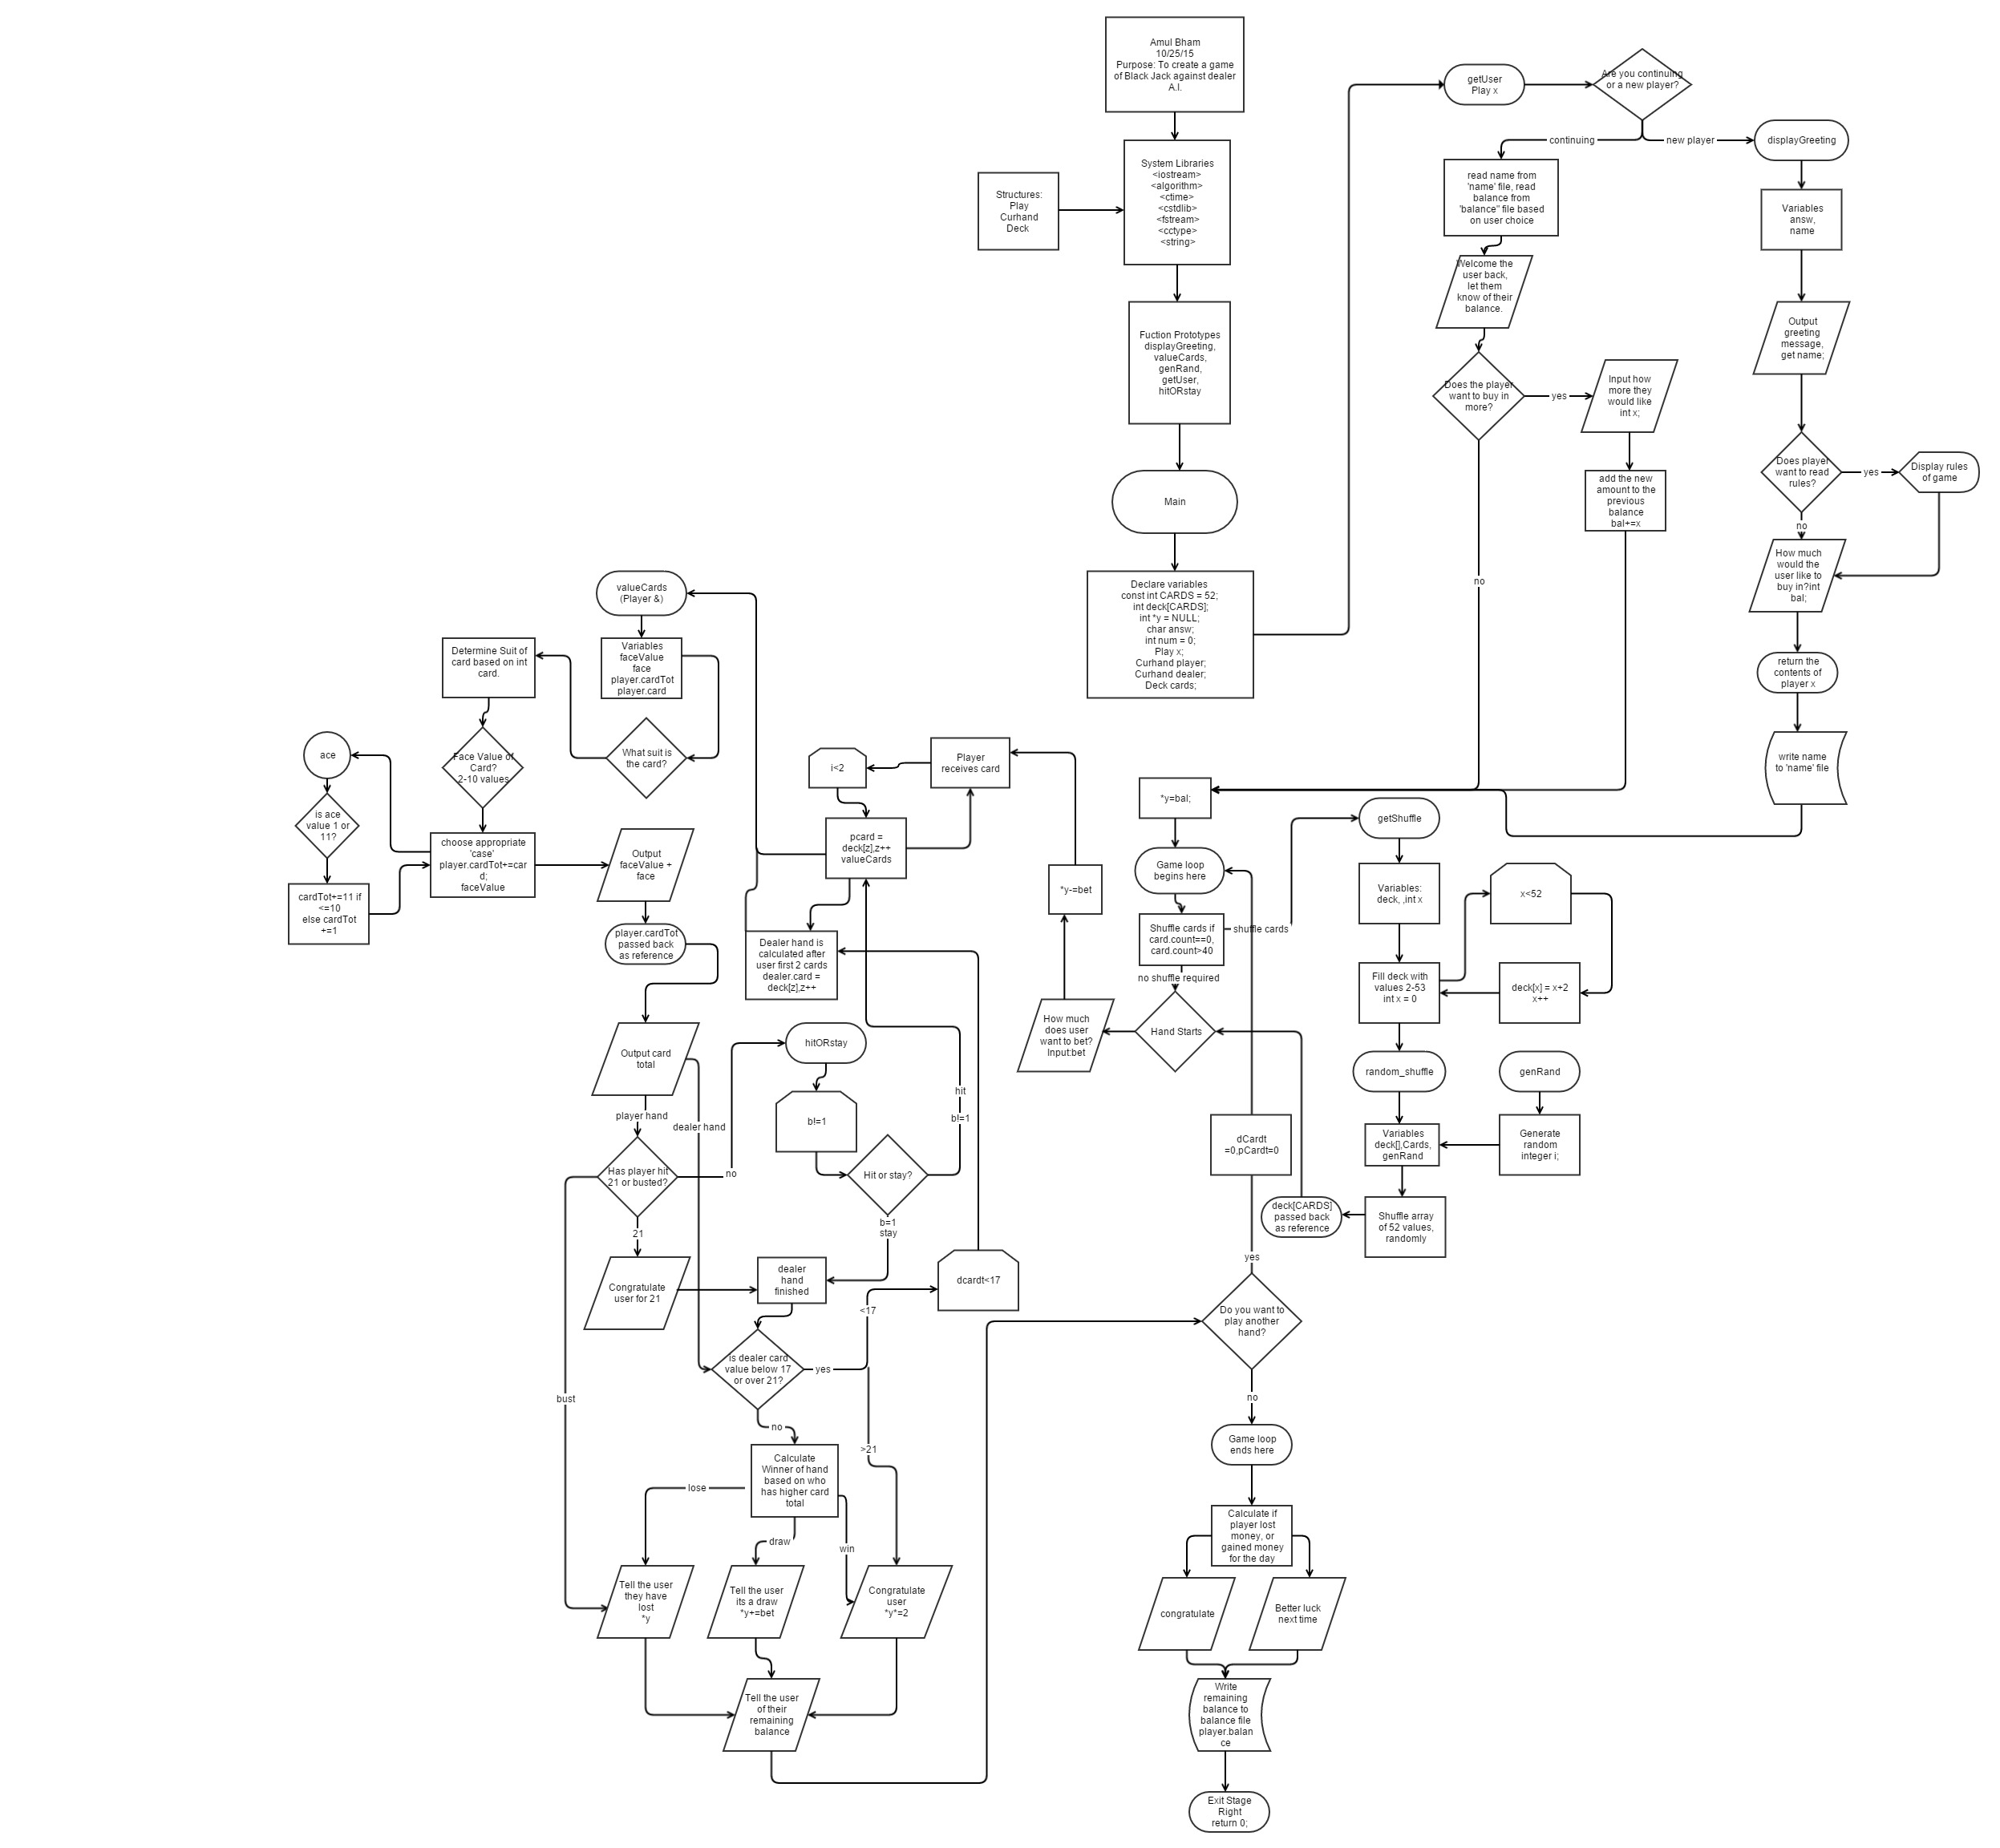 Amul Bham
10/25/15
Purpose: To create a game
of Black Jack against dealer
A.I.
Structures:
Play
Curhand
Deck
System Libraries
<iostream>
<algorithm>
<ctime>
<cstdlib>
<fstream>
<cctype>
<string>
Fuction Prototypes
displayGreeting,
valueCards,
genRand,
getUser,
hitORstay
Main
Declare variables
const int CARDS = 52;
int deck[CARDS];
int *y = NULL;
char answ;
int num = 0;
Play x;
Curhand player;
Curhand dealer;
Deck cards;
getUser
Play x
Are you continuing
or a new player?
continuing
new player
read name from
'name' file, read
balance from
'balance" file based
on user choice
Welcome the
user back,
let them
know of their
balance.
Does the player
want to buy in
more?
yes
no
Input how
more they
would like
int x;
add the new
amount to the
previous
balance
bal+=x
displayGreeting
Variables
answ,
name
Output
greeting
message,
get name;
Does player
want to read
rules?
yes
Display rules
of game
no
How much
would the
user like to
buy in?int
bal;
return the
contents of
player x
write name
to 'name' file
valueCards
(Player &)
Variables
faceValue
face
player.cardTot
player.card
What suit is
the card?
Determine Suit of
card based on int
card.
Face Value of
Card?
2-10 values
ace
is ace
value 1 or
11?
cardTot+=11 if
<=10
else cardTot
+=1
choose appropriate
'case'
player.cardTot+=car
d;
faceValue
Output
faceValue +
face
player.cardTot
passed back
as reference
Output card
total
player hand
dealer hand
Has player hit
21 or busted?
no
21
bust
Congratulate
user for 21
i<2
Player
receives card
pcard =
deck[z],z++
valueCards
Dealer hand is
calculated after
user first 2 cards
dealer.card =
deck[z],z++
hitORstay
b!=1
Hit or stay?
hit
b!=1
b=1
stay
dealer
hand
finished
dcardt<17
is dealer card
value below 17
or over 21?
yes
<17
>21
no
Calculate
Winner of hand
based on who
has higher card
total
lose
draw
win
Tell the user
they have
lost
*y
Tell the user
its a draw
*y+=bet
Congratulate
user
*y*=2
Tell the user
of their
remaining
balance
*y=bal;
Game loop
begins here
Shuffle cards if
card.count==0,
card.count>40
shuffle cards
no shuffle required
Hand Starts
How much
does user
want to bet?
Input:bet
*y-=bet
getShuffle
Variables:
deck, ,int x
x<52
Fill deck with
values 2-53
int x = 0
deck[x] = x+2
x++
random_shuffle
genRand
Variables
deck[],Cards,
genRand
Generate
random
integer i;
Shuffle array
of 52 values,
randomly
deck[CARDS]
passed back
as reference
dCardt
=0,pCardt=0
yes
Do you want to
play another
hand?
no
Game loop
ends here
Calculate if
player lost
money, or
gained money
for the day
congratulate
Better luck
next time
Write
remaining
balance to
balance file
player.balan
ce
Exit Stage
Right
return 0;